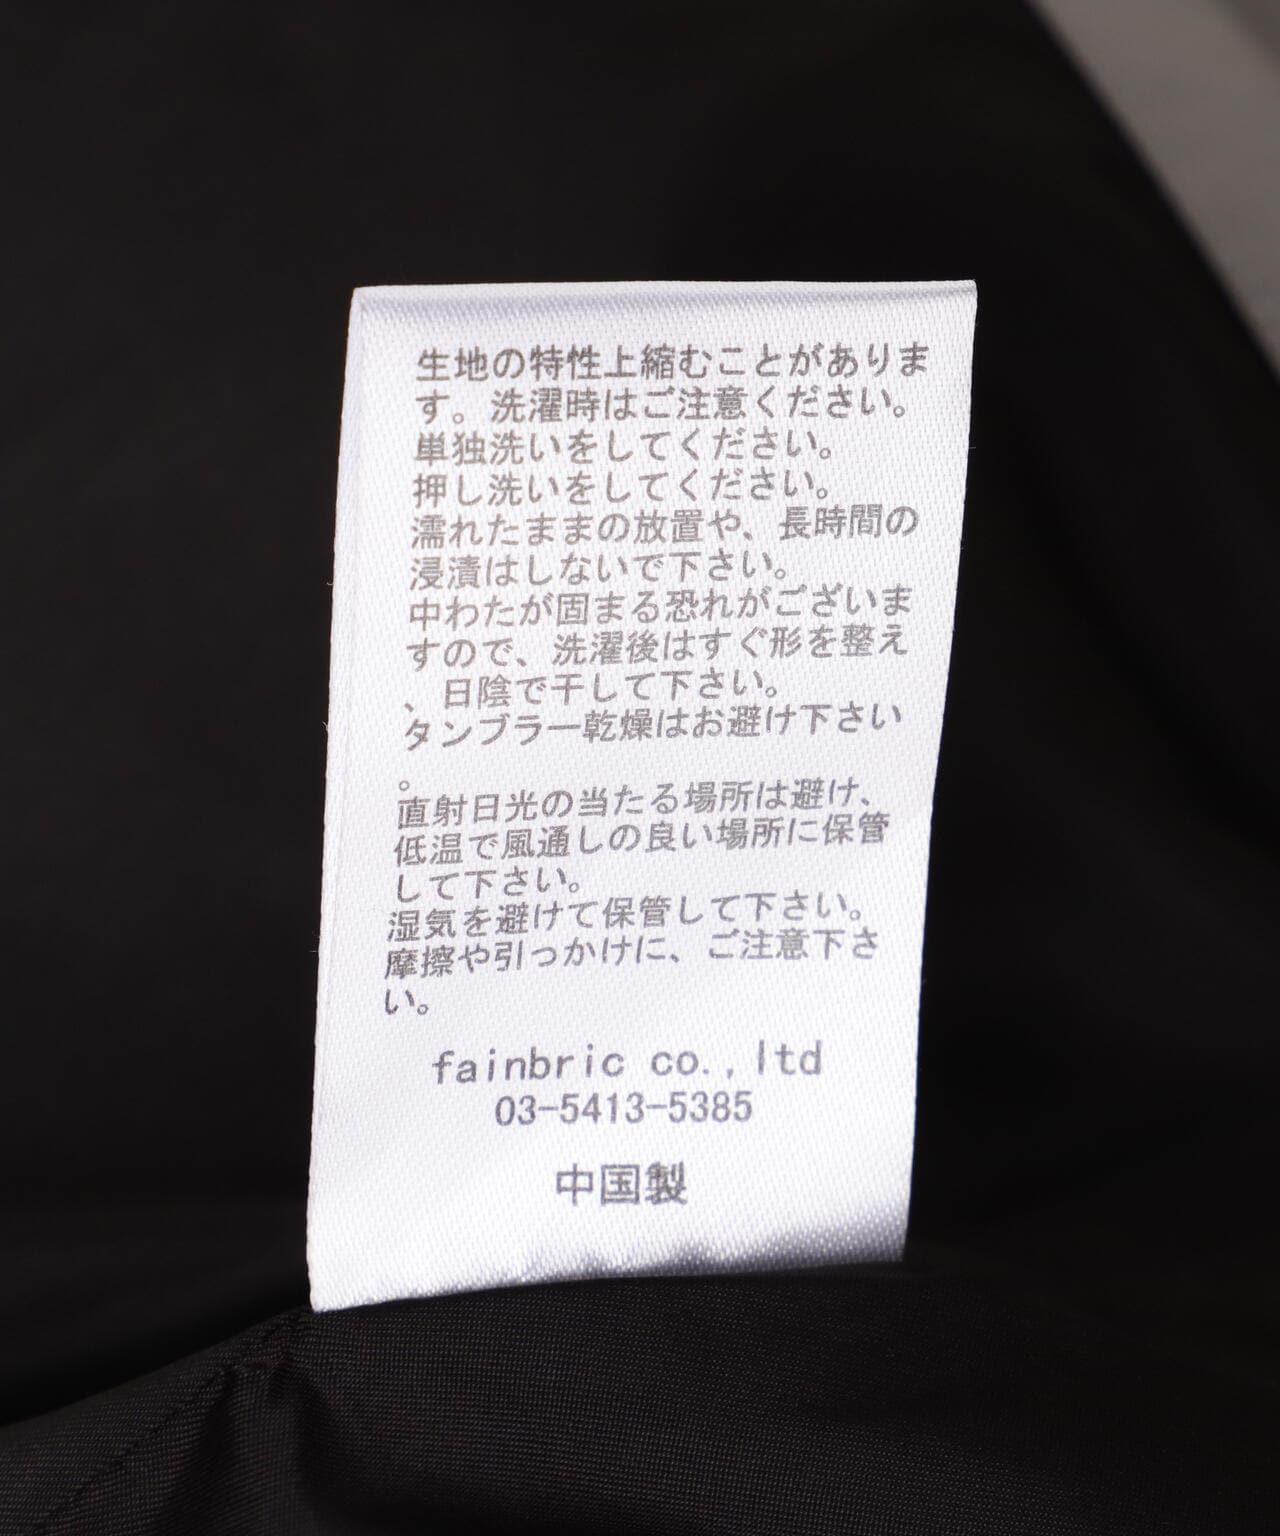 生地の特性上縮むことがありま
す。洗濯時はご注意ください。
単独洗いをしてください。
押し洗いをしてください。
濡れたままの放置や、長時間の
浸漬はしないで下さい。
中わたが固まる恐れがございま
すので、洗濯後はすぐ形を整え
、日陰で干して下さい。
タンブラー乾燥はお避け下さい
。
直射日光の当たる場所は避け、
低温で風通しの良い場所に保管
して下さい。
湿気を避けて保管して下さい。
摩擦や引っかけに、ご注意下さ
い。
fainbric co.,ltd
03-5413-5385
中国製